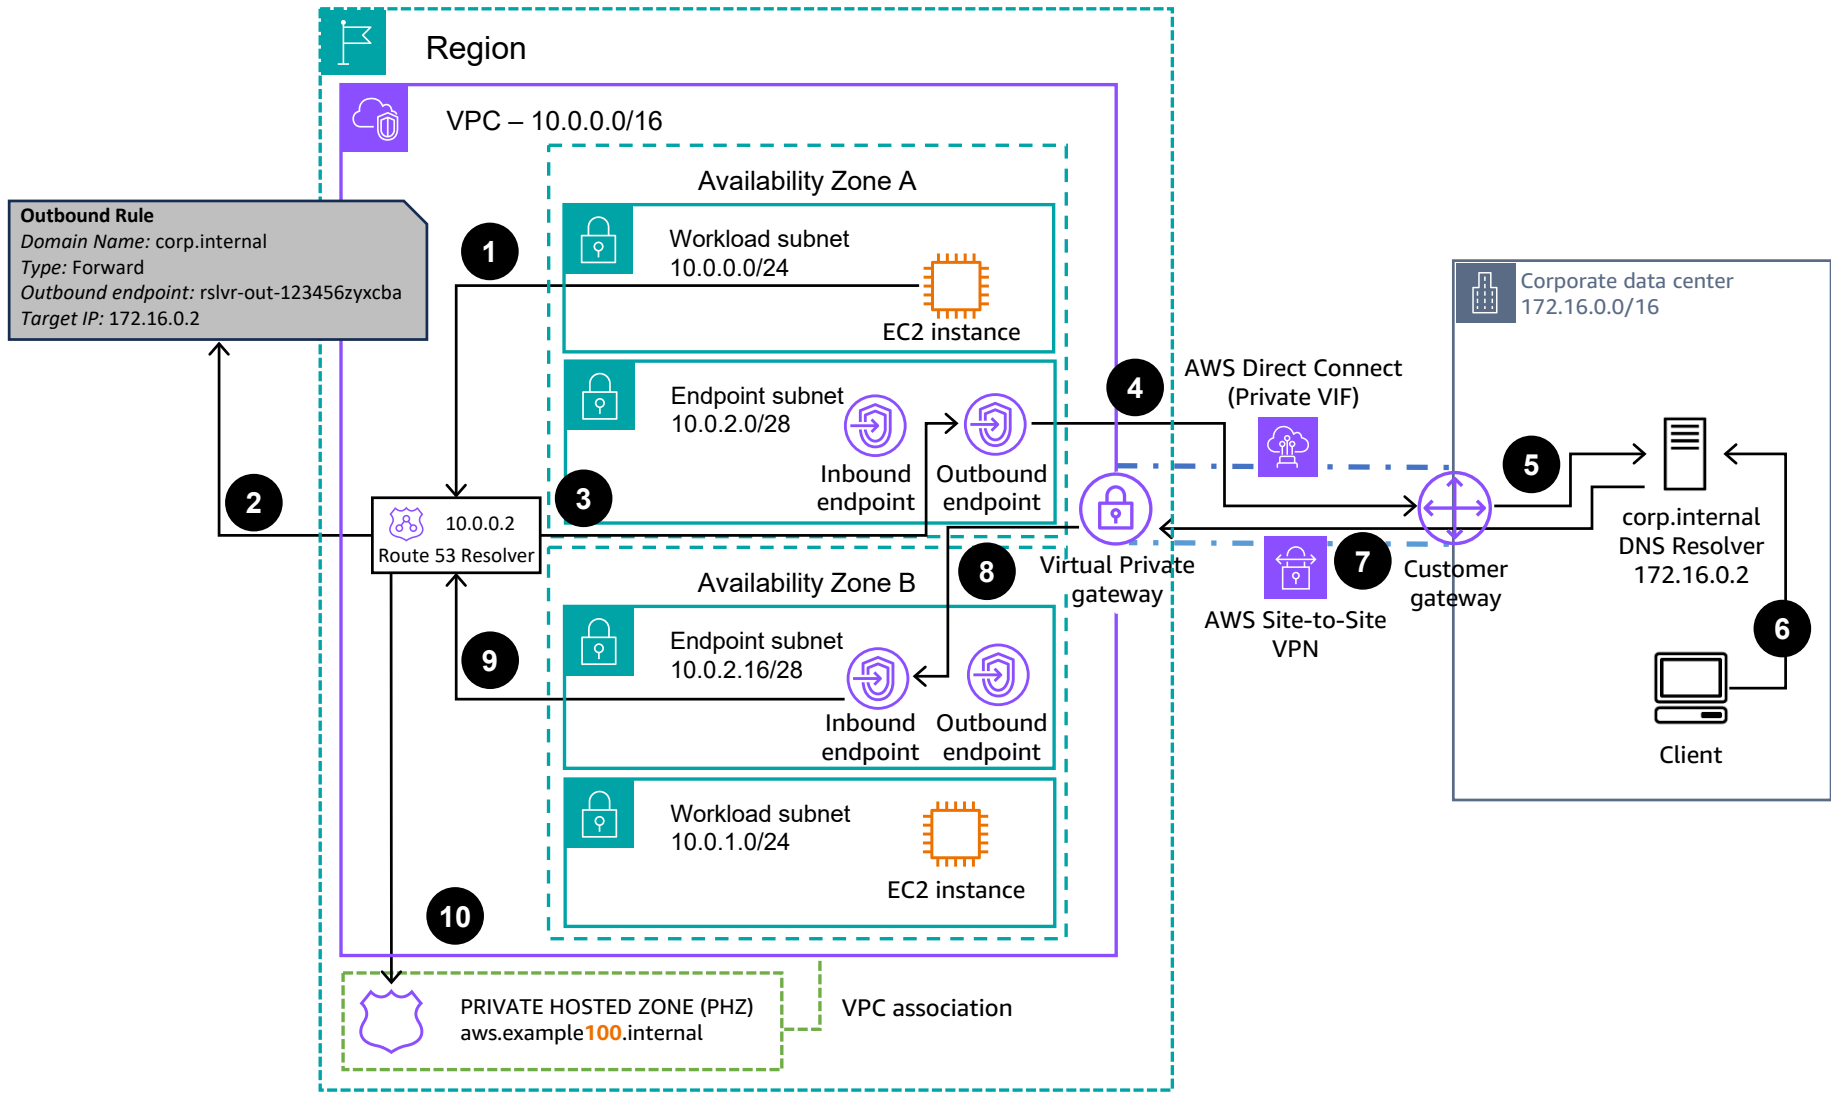 Region
VPC – 10.0.0.0/16
Availability Zone A
Outbound Rule
Domain Name: corp.internal
Type: Forward
Outbound endpoint: rslvr-out-123456zyxcba
Target IP: 172.16.0.2
1
Workload subnet
10.0.0.0/24
EC2 instance
Corporate data center
172.16.0.0/16
Endpoint subnet
10.0.2.0/28
Inbound
endpoint
Outbound
endpoint
4
AWS Direct Connect
(Private VIF)
5
2
3
10.0.0.2
Route 53 Resolver
corp.internal
DNS Resolver
172.16.0.2
8
Virtual Private
gateway
7
Customer
gateway
Availability Zone B
AWS Site-to-Site
VPN
6
9
Endpoint subnet
10.0.2.16/28
Inbound
endpoint
Outbound
endpoint
Client
Workload subnet
10.0.1.0/24
EC2 instance
10
PRIVATE HOSTED ZONE (PHZ)
aws.example100.internal
VPC association